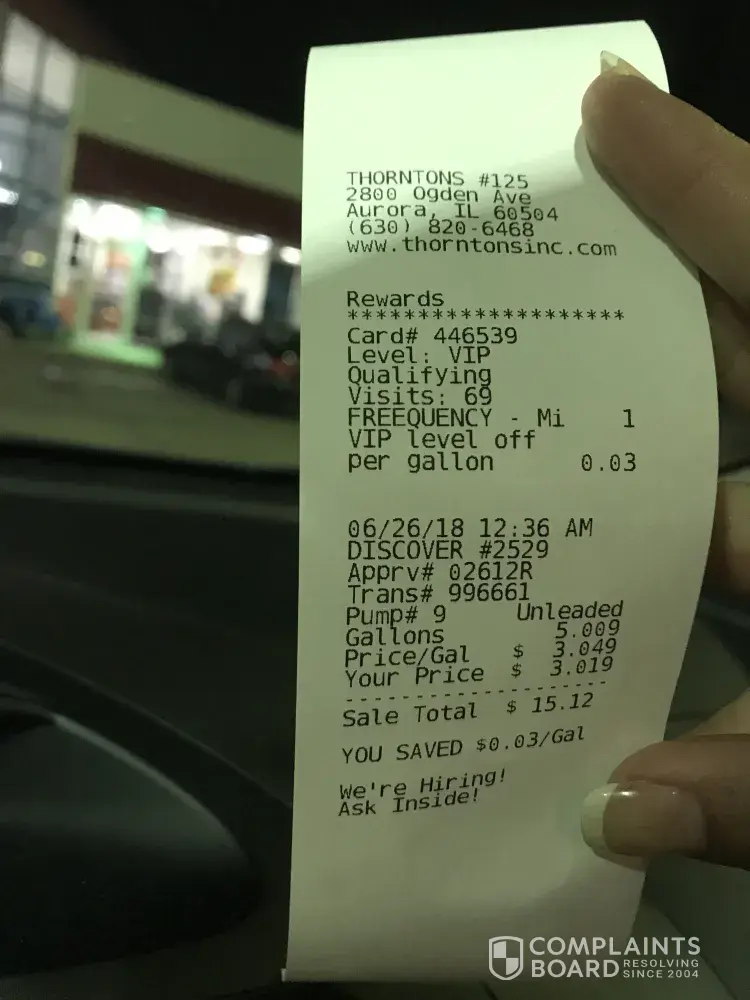 THORNTONS #125
2800 Ogden Ave
Aurora, IL 60504
(630) 820-6468
www.thorntonsinc.com
Rewards
********************
Card# 446539
Level: VIP
Qualifying
Visits: 69
FREEQUENCY - Mi 1
VIP level off
per gallon 0.03
06/26/18 12:36 AM
DISCOVER #2529
Apprv# 02612R
Trans# 996661
Pump# 9 Unleaded
Gallons 5.009
Price/Gal $ 3.049
Your Price $ 3.019
--------------------
Sale Total $ 15.12
YOU SAVED $0.03/Gal
We're Hiring!
Ask Inside!
COMPLAINTS
BOARD RESOLVING
SINCE 2004